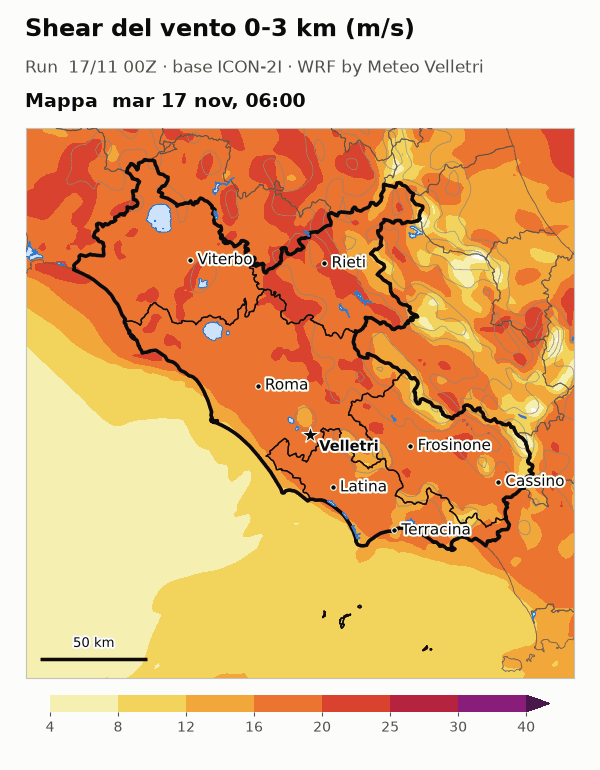 Shear del vento 0-3 km (m/s)
Run  17/11 00Z · base ICON-2I · WRF by Meteo Velletri
Mappa  mar 17 nov, 06:00
Viterbo
Rieti
Roma
Velletri
Frosinone
Cassino
Latina
Terracina
50 km
4 8 12 16 20 25 30 40